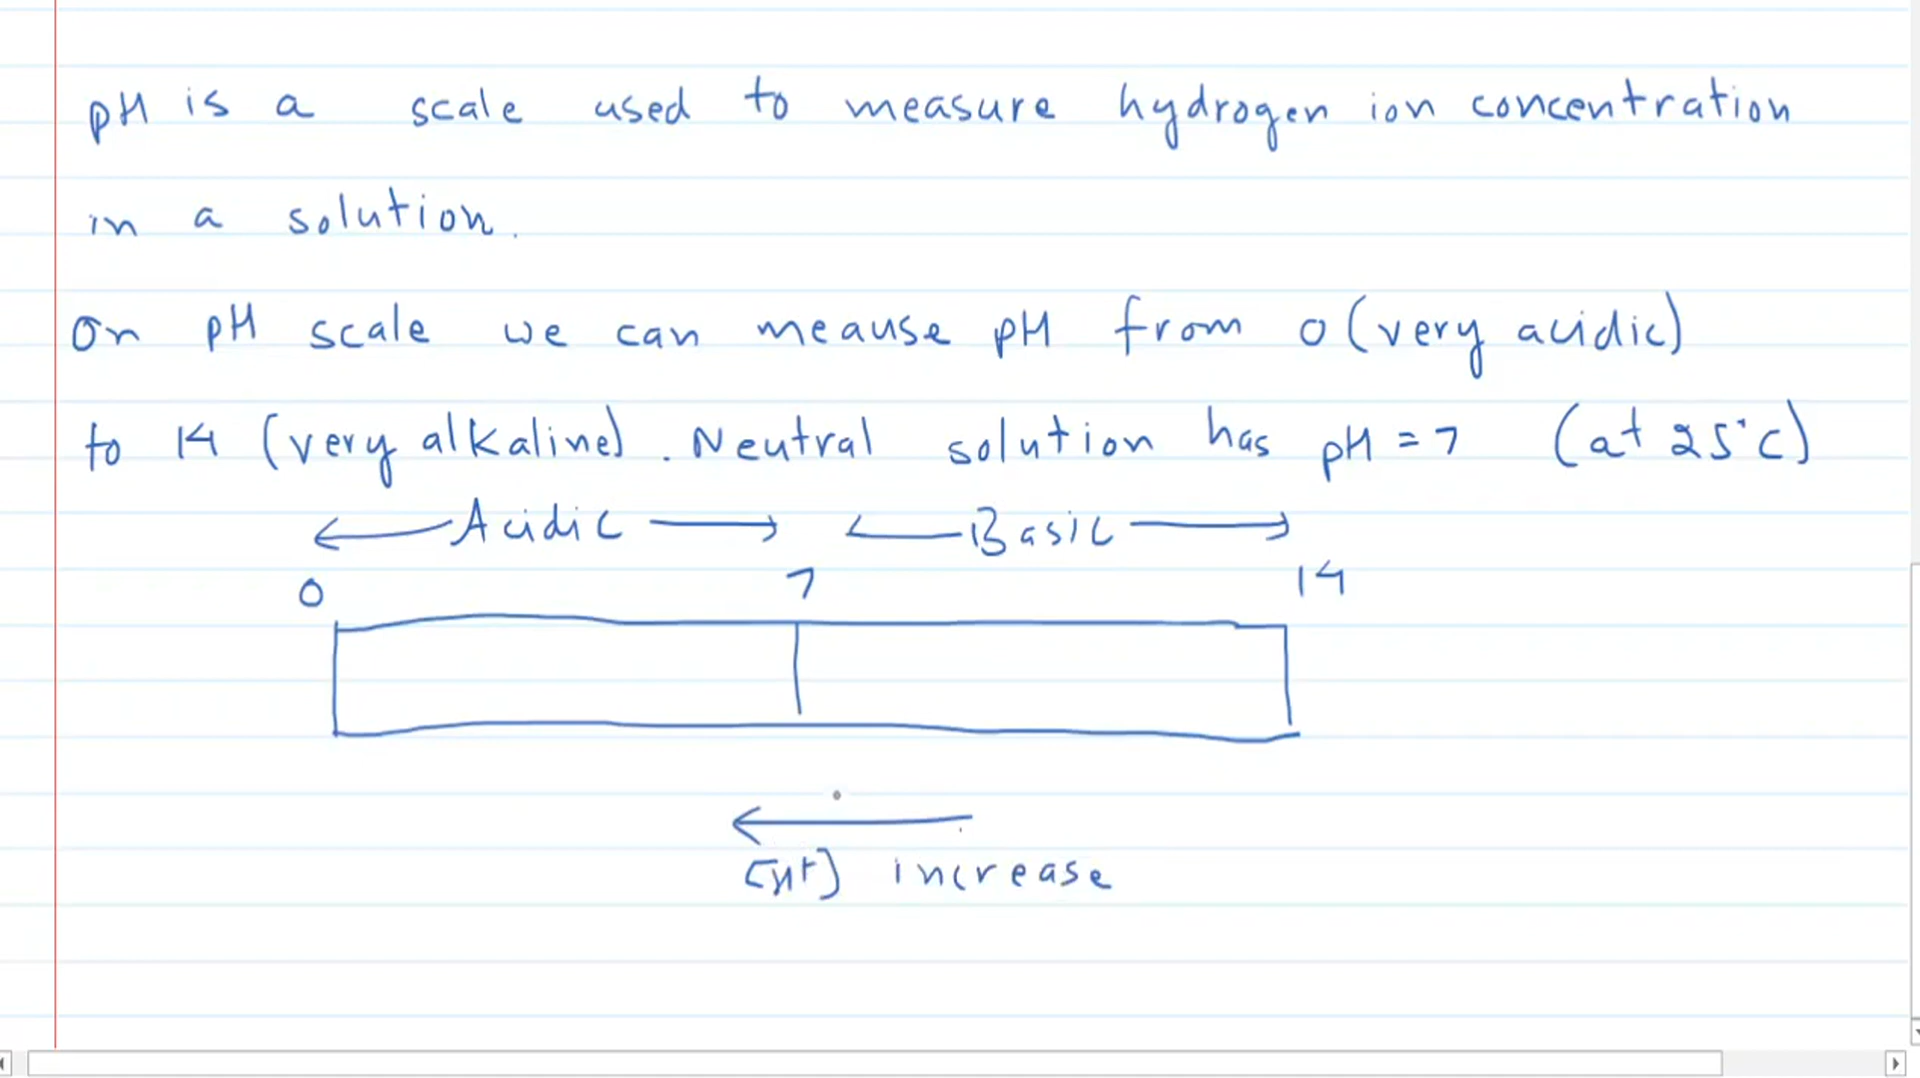 pH is a scale used to measure hydrogen ion concentration
in a solution.
On pH scale we can meause pH from 0 (very acidic)
to 14 (very alkaline). Neutral solution has pH = 7 (at 25°C)
Acidic Basic
0 7 14
[H+] increase